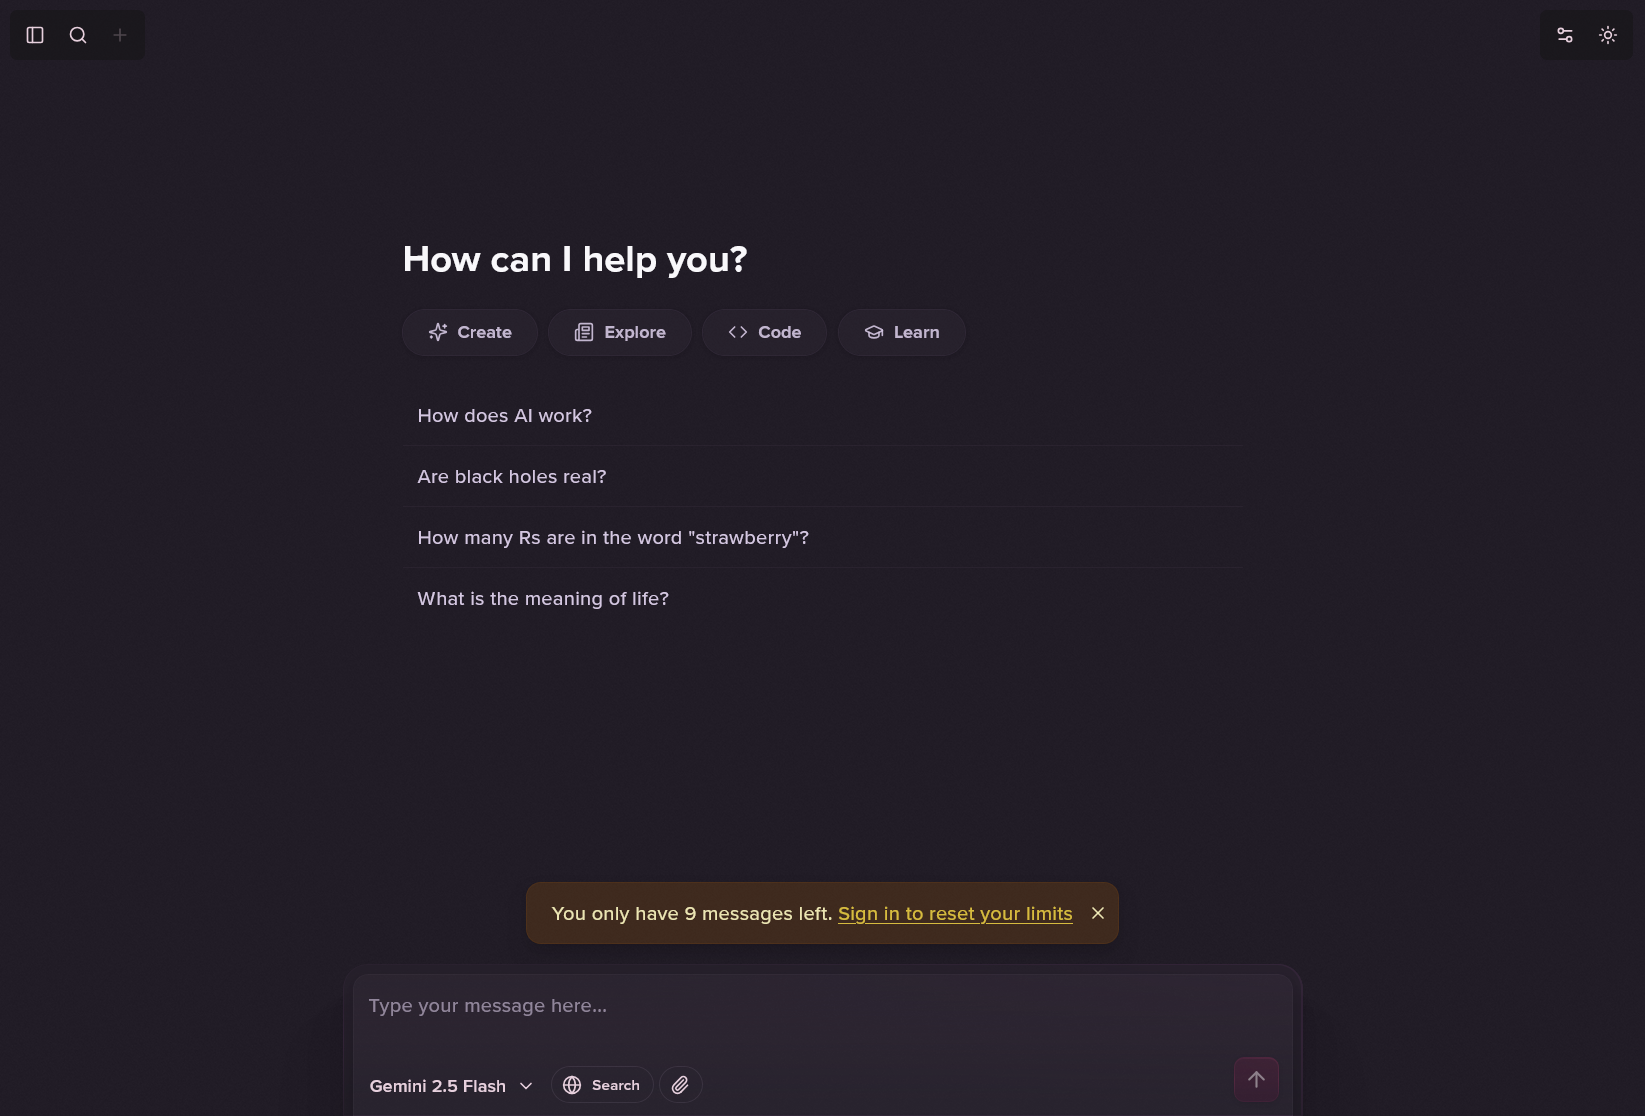 How can I help you?
Create Explore Code Learn
How does AI work?
Are black holes real?
How many Rs are in the word "strawberry"?
What is the meaning of life?
You only have 9 messages left. Sign in to reset your limits
Type your message here...
Gemini 2.5 Flash Search